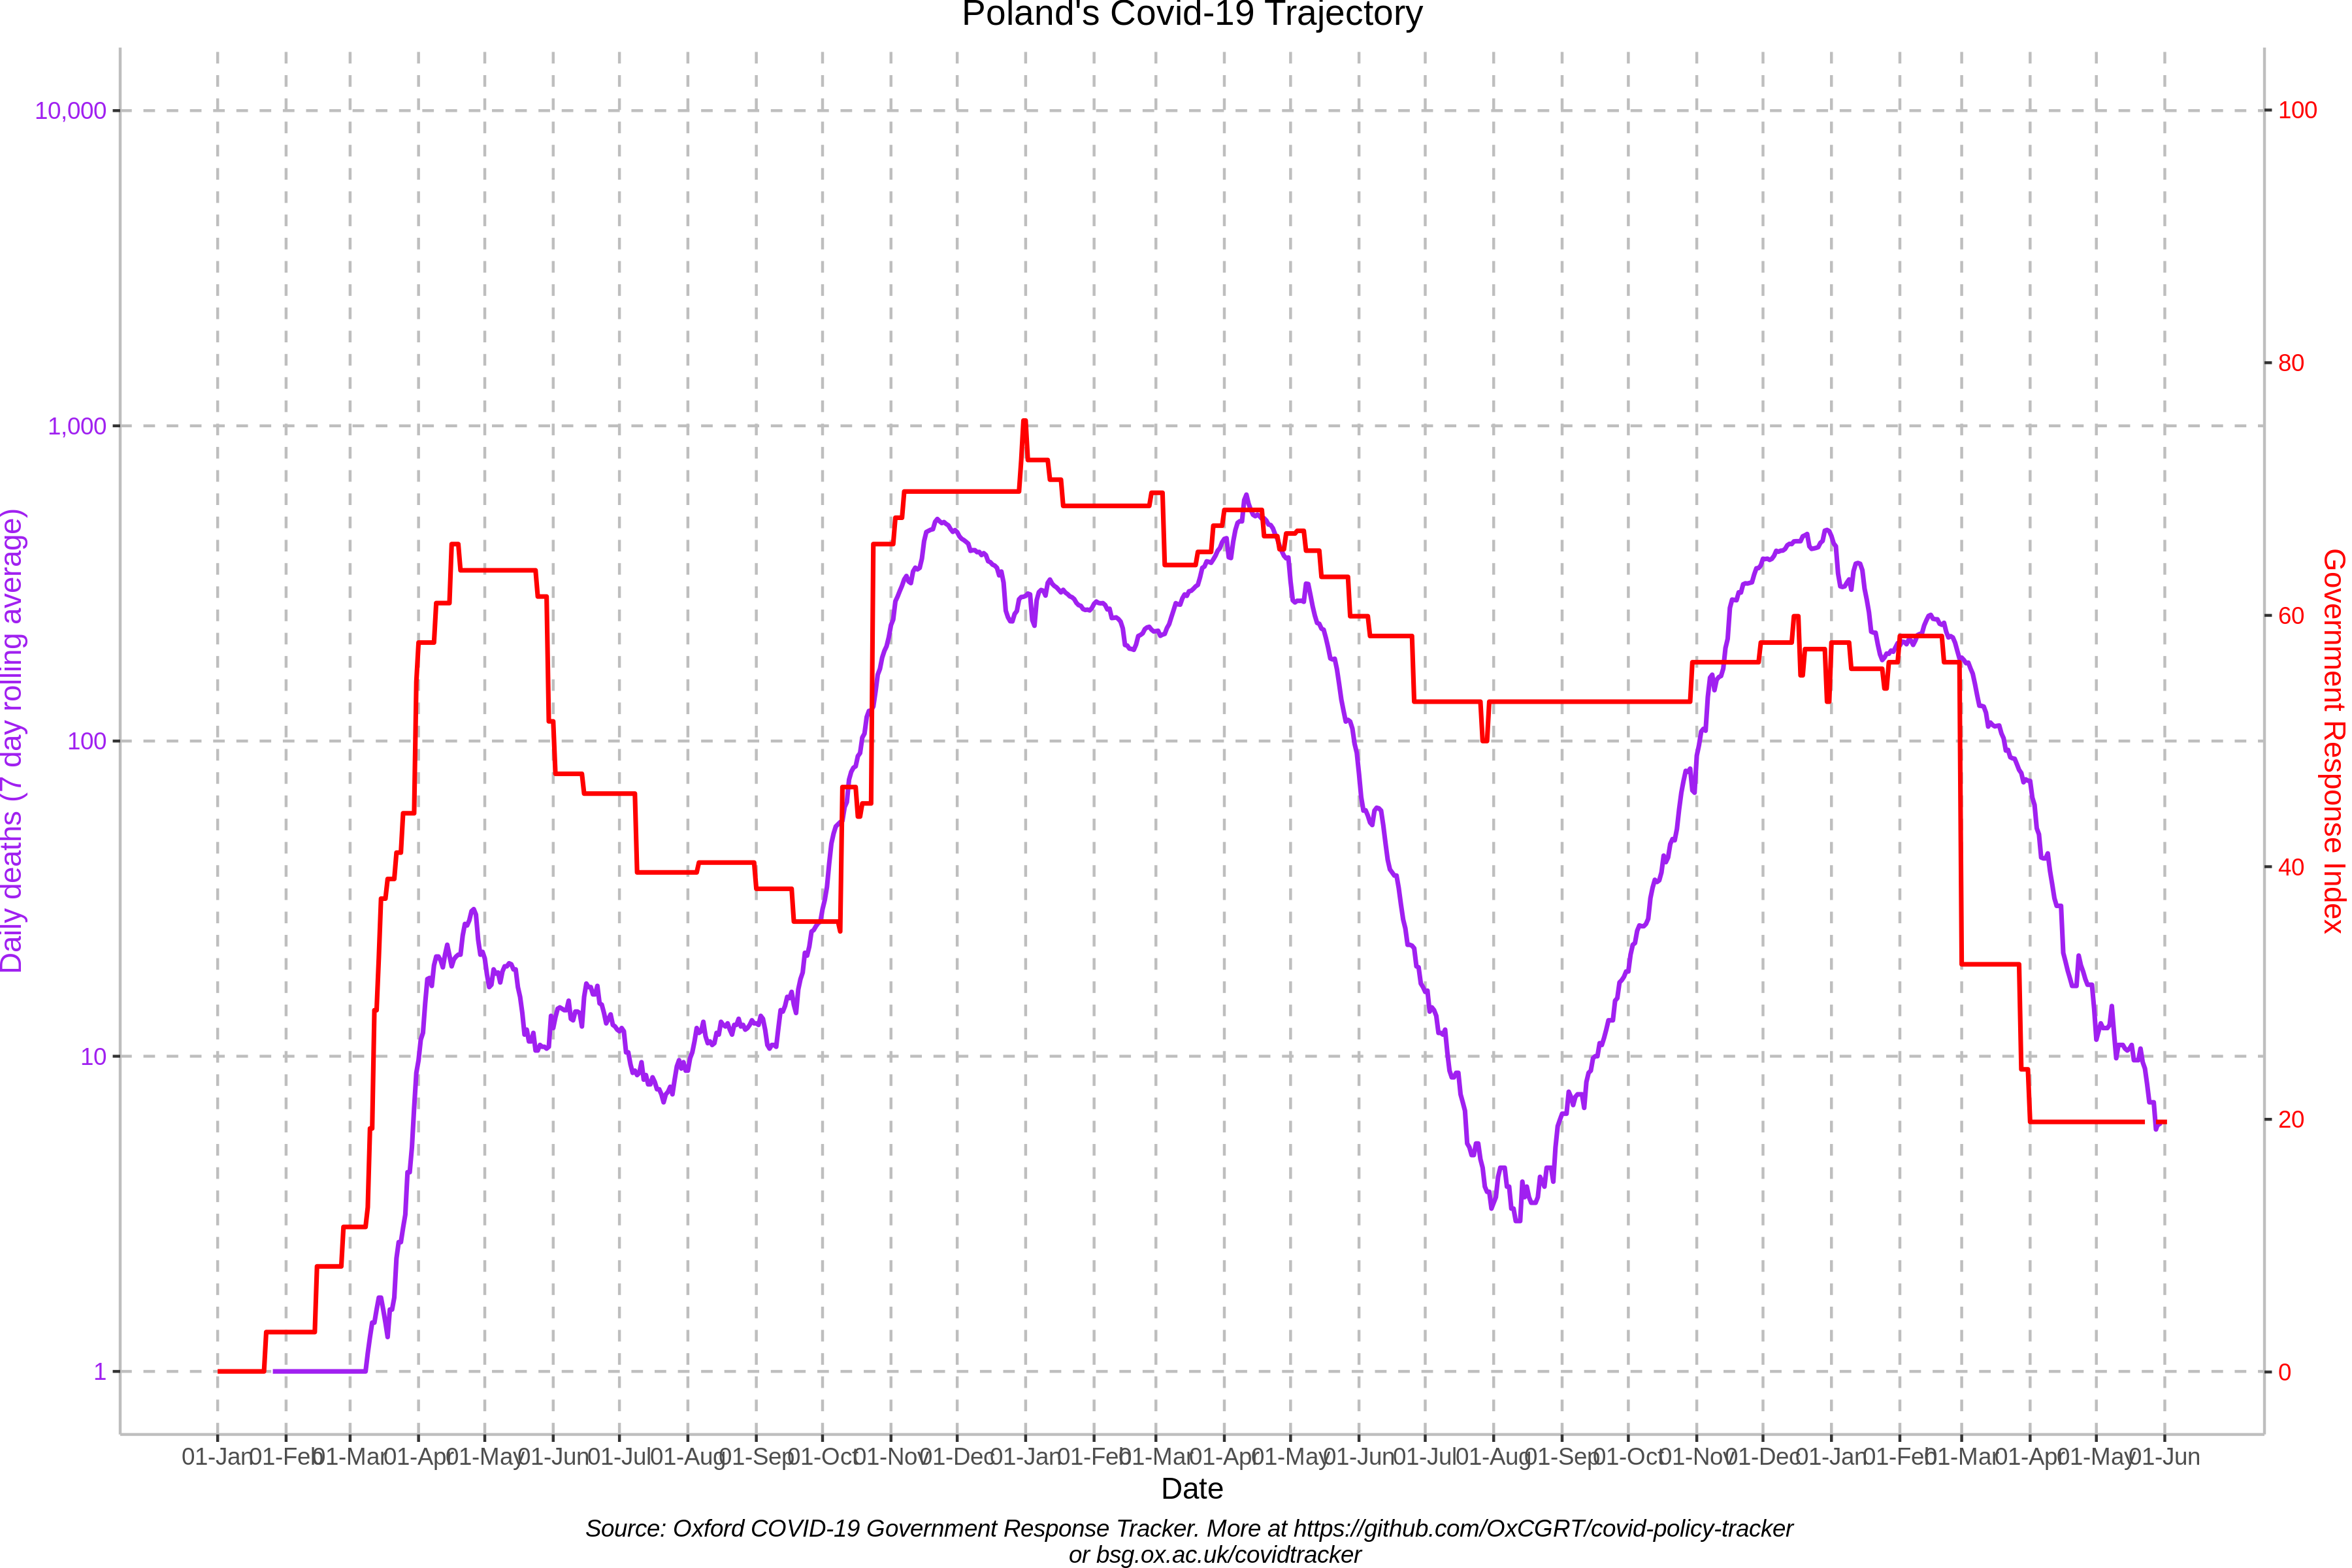 Poland's Covid-19 Trajectory
10,000
1,000
100
10
1
Daily deaths (7 day rolling average)
100
80
60
40
20
0
Government Response Index
01-Jan 01-Feb 01-Mar 01-Apr 01-May 01-Jun 01-Jul 01-Aug 01-Sep 01-Oct 01-Nov 01-Dec 01-Jan 01-Feb 01-Mar 01-Apr 01-May 01-Jun 01-Jul 01-Aug 01-Sep 01-Oct 01-Nov 01-Dec 01-Jan 01-Feb 01-Mar 01-Apr 01-May 01-Jun
Date
Source: Oxford COVID-19 Government Response Tracker. More at https://github.com/OxCGRT/covid-policy-tracker
or bsg.ox.ac.uk/covidtracker